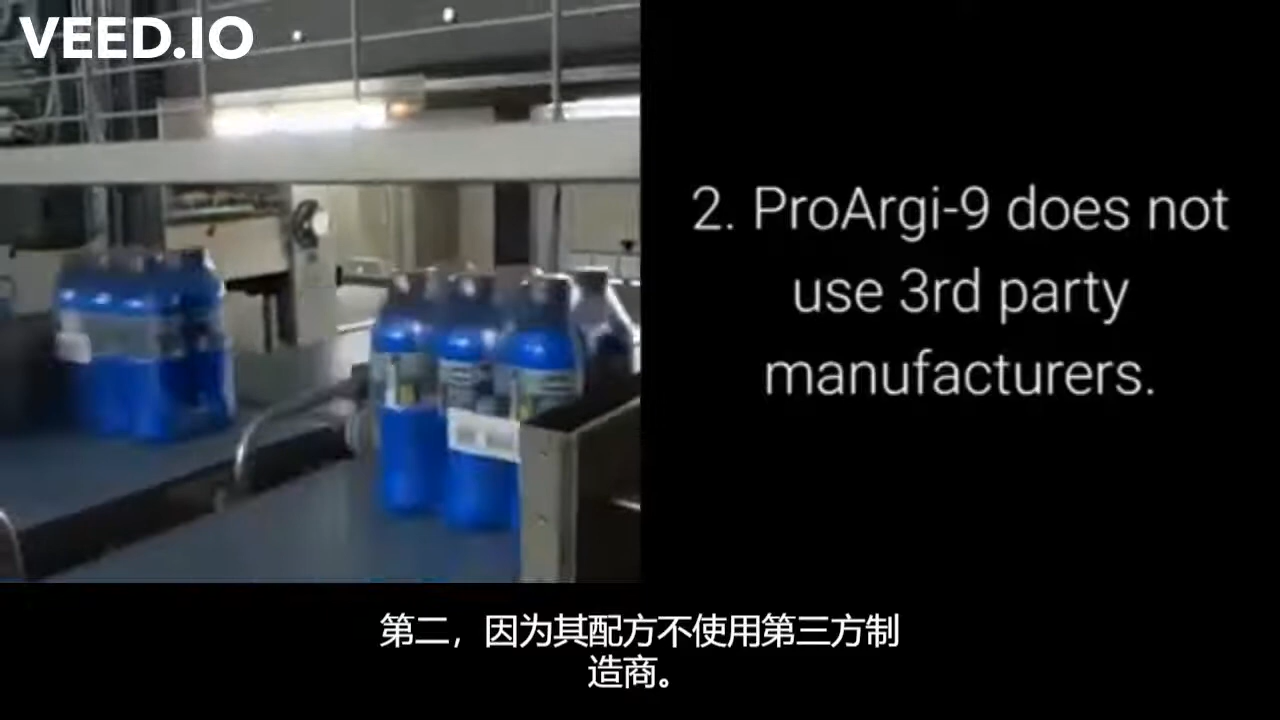 VEED.IO
2. ProArgi-9 does not
use 3rd party
manufacturers.
第二，因为其配方不使用第三方制
造商。